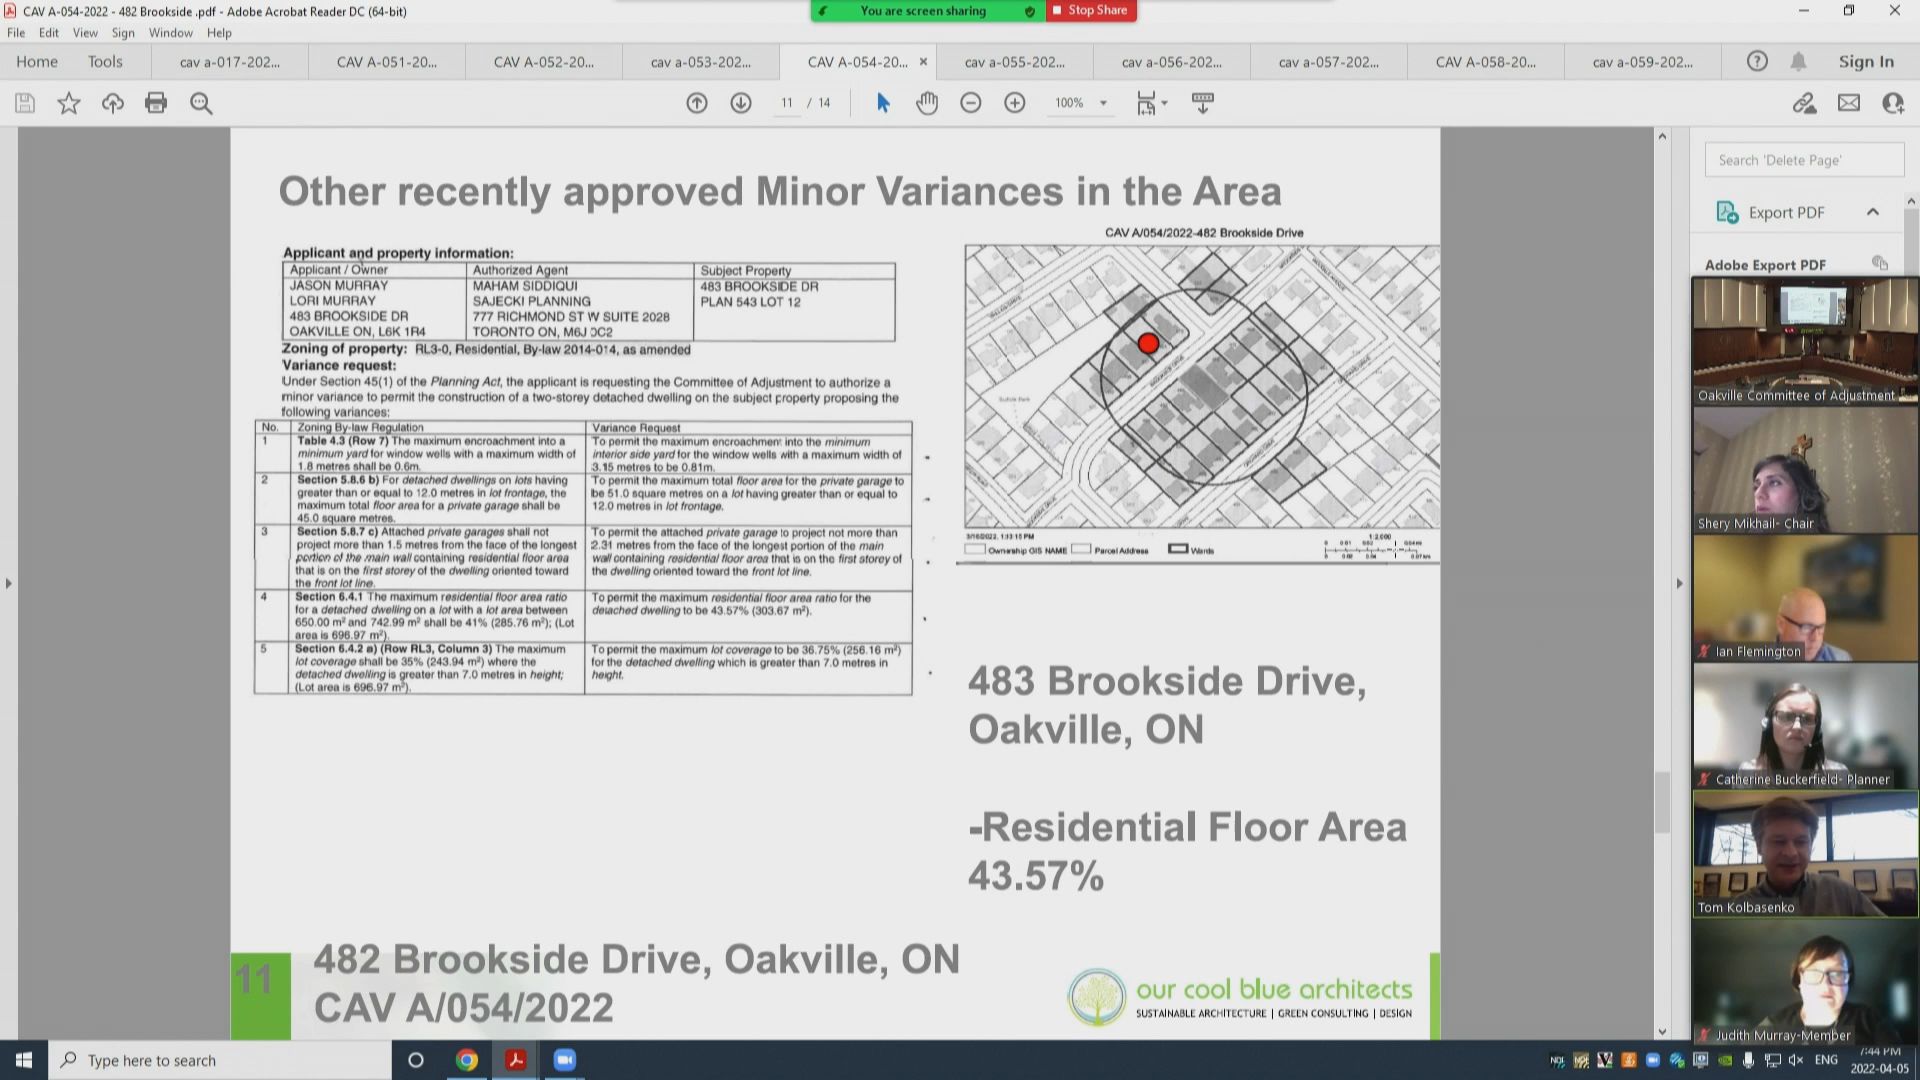 CAV A-054-2022 - 482 Brookside .pdf - Adobe Acrobat Reader DC (64-bit)
You are screen sharing
Stop Share
File Edit View Sign Window Help
Home Tools cav a-017-202... CAV A-051-20... CAV A-052-20... cav a-053-202... CAV A-054-20... × cav a-055-202... cav a-056-202... cav a-057-202... CAV A-058-20... cav a-059-202... Sign In
11 / 14 100%
Search 'Delete Page'
Export PDF
Adobe Export PDF
Other recently approved Minor Variances in the Area
Applicant and property information:
Applicant / Owner Authorized Agent Subject Property
JASON MURRAY MAHAM SIDDIQUI 483 BROOKSIDE DR
LORI MURRAY SAJECKI PLANNING PLAN 543 LOT 12
483 BROOKSIDE DR 777 RICHMOND ST W SUITE 2028
OAKVILLE ON, L6K 1R4 TORONTO ON, M6J 0C2
Zoning of property: RL3-0, Residential, By-law 2014-014, as amended
Variance request:
Under Section 45(1) of the Planning Act, the applicant is requesting the Committee of Adjustment to authorize a
minor variance to permit the construction of a two-storey detached dwelling on the subject property proposing the
following variances:
No. Zoning By-law Regulation Variance Request
1 Table 4.3 (Row 7) The maximum encroachment into a To permit the maximum encroachment into the minimum
minimum yard for window wells with a maximum width of interior side yard for the window wells with a maximum width of
1.8 metres shall be 0.6m. 3.15 metres to be 0.81m.
2 Section 5.8.6 b) For detached dwellings on lots having To permit the maximum total floor area for the private garage to
greater than or equal to 12.0 metres in lot frontage, the be 51.0 square metres on a lot having greater than or equal to
maximum total floor area for a private garage shall be 12.0 metres in lot frontage.
45.0 square metres.
3 Section 5.8.7 c) Attached private garages shall not To permit the attached private garage to project not more than
project more than 1.5 metres from the face of the longest 2.31 metres from the face of the longest portion of the main
portion of the main wall containing residential floor area wall containing residential floor area that is on the first storey of
that is on the first storey of the dwelling oriented toward the dwelling oriented toward the front lot line.
the front lot line.
4 Section 6.4.1 The maximum residential floor area ratio To permit the maximum residential floor area ratio for the
for a detached dwelling on a lot with a lot area between detached dwelling to be 43.57% (303.67 m²).
650.00 m² and 742.99 m² shall be 41% (285.76 m²); (Lot
area is 696.97 m²).
5 Section 6.4.2 a) (Row RL3, Column 3) The maximum To permit the maximum lot coverage to be 36.75% (256.16 m²)
lot coverage shall be 35% (243.94 m²) where the for the detached dwelling which is greater than 7.0 metres in
detached dwelling is greater than 7.0 metres in height; height.
(Lot area is 696.97 m²).
CAV A/054/2022-482 Brookside Drive
3/16/2022, 1:33:15 PM
1:2,000
Ownership GIS NAME Parcel Address Wards
483 Brookside Drive,
Oakville, ON
-Residential Floor Area
43.57%
11
482 Brookside Drive, Oakville, ON
CAV A/054/2022
our cool blue architects
SUSTAINABLE ARCHITECTURE | GREEN CONSULTING | DESIGN
Oakville Committee of Adjustment
Shery Mikhail- Chair
Ian Flemington
Catherine Buckerfield- Planner
Tom Kolbasenko
Judith Murray-Member
Type here to search
ENG
7:44 PM
2022-04-05